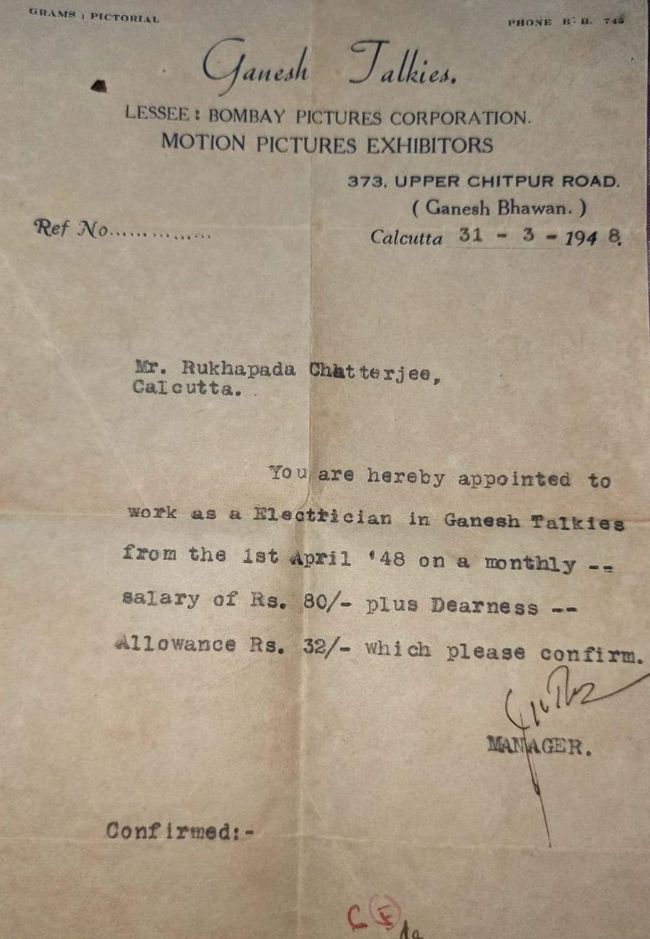 GRAMS : PICTORIAL
PHONE B. B. 745
Ganesh Talkies.
LESSEE : BOMBAY PICTURES CORPORATION.
MOTION PICTURES EXHIBITORS
373, UPPER CHITPUR ROAD.
( Ganesh Bhawan. )
Ref No..............
Calcutta 31 - 3 - 1948.
Mr. Rukhapada Chatterjee,
Calcutta.
You are hereby appointed to
work as a Electrician in Ganesh Talkies
from the 1st April '48 on a monthly --
salary of Rs. 80/- plus Dearness --
Allowance Rs. 32/- which please confirm.
MANAGER.
Confirmed:-